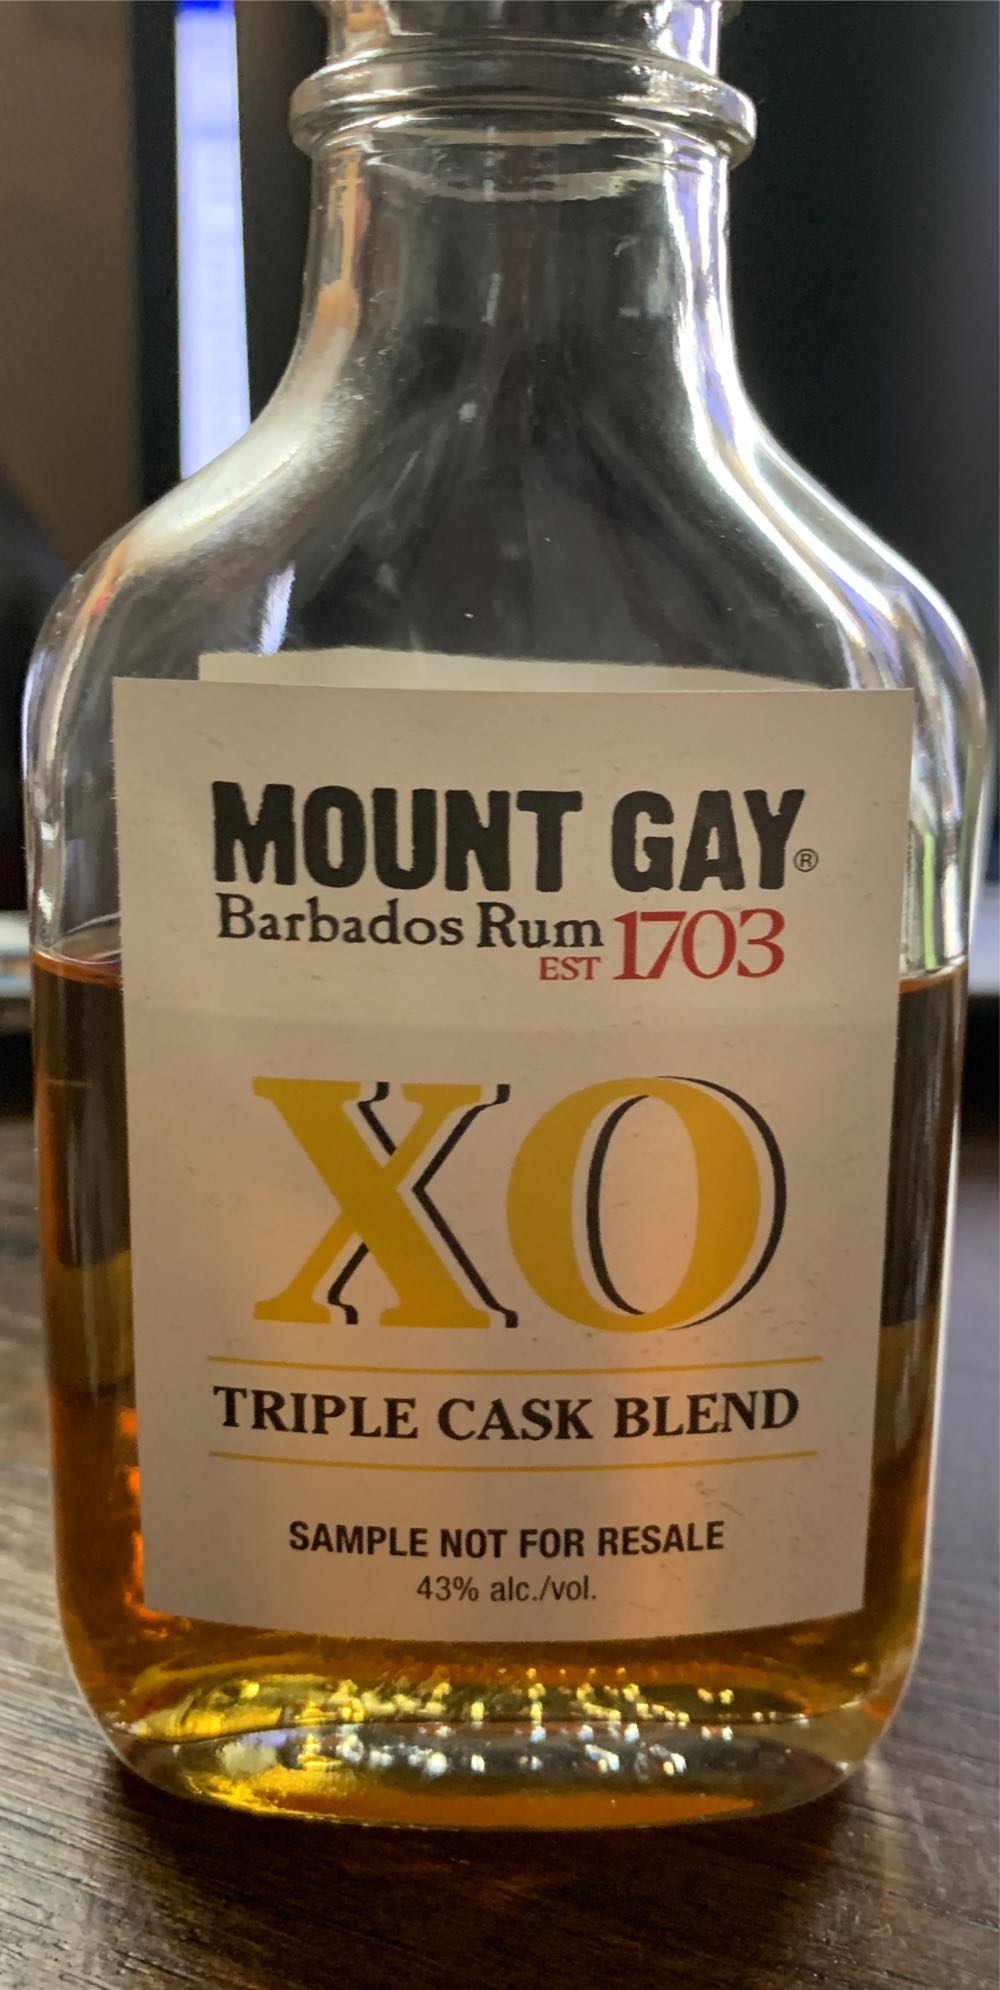 MOUNT GAY®
Barbados Rum
EST 1703
XO
TRIPLE CASK BLEND
SAMPLE NOT FOR RESALE
43% alc./vol.